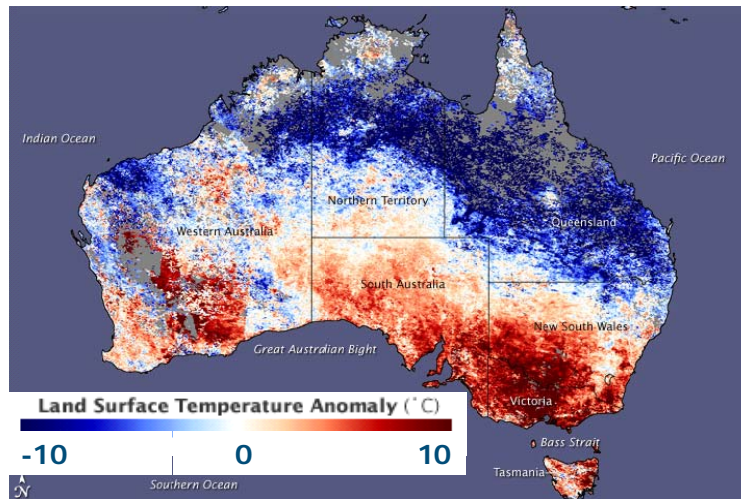 Indian Ocean
Pacific Ocean
Northern Territory
Queensland
Western Australia
South Australia
New South Wales
Great Australian Bight
Land Surface Temperature Anomaly (°C)
Victoria
-10 0 10
Bass Strait
Tasmania
N
Southern Ocean